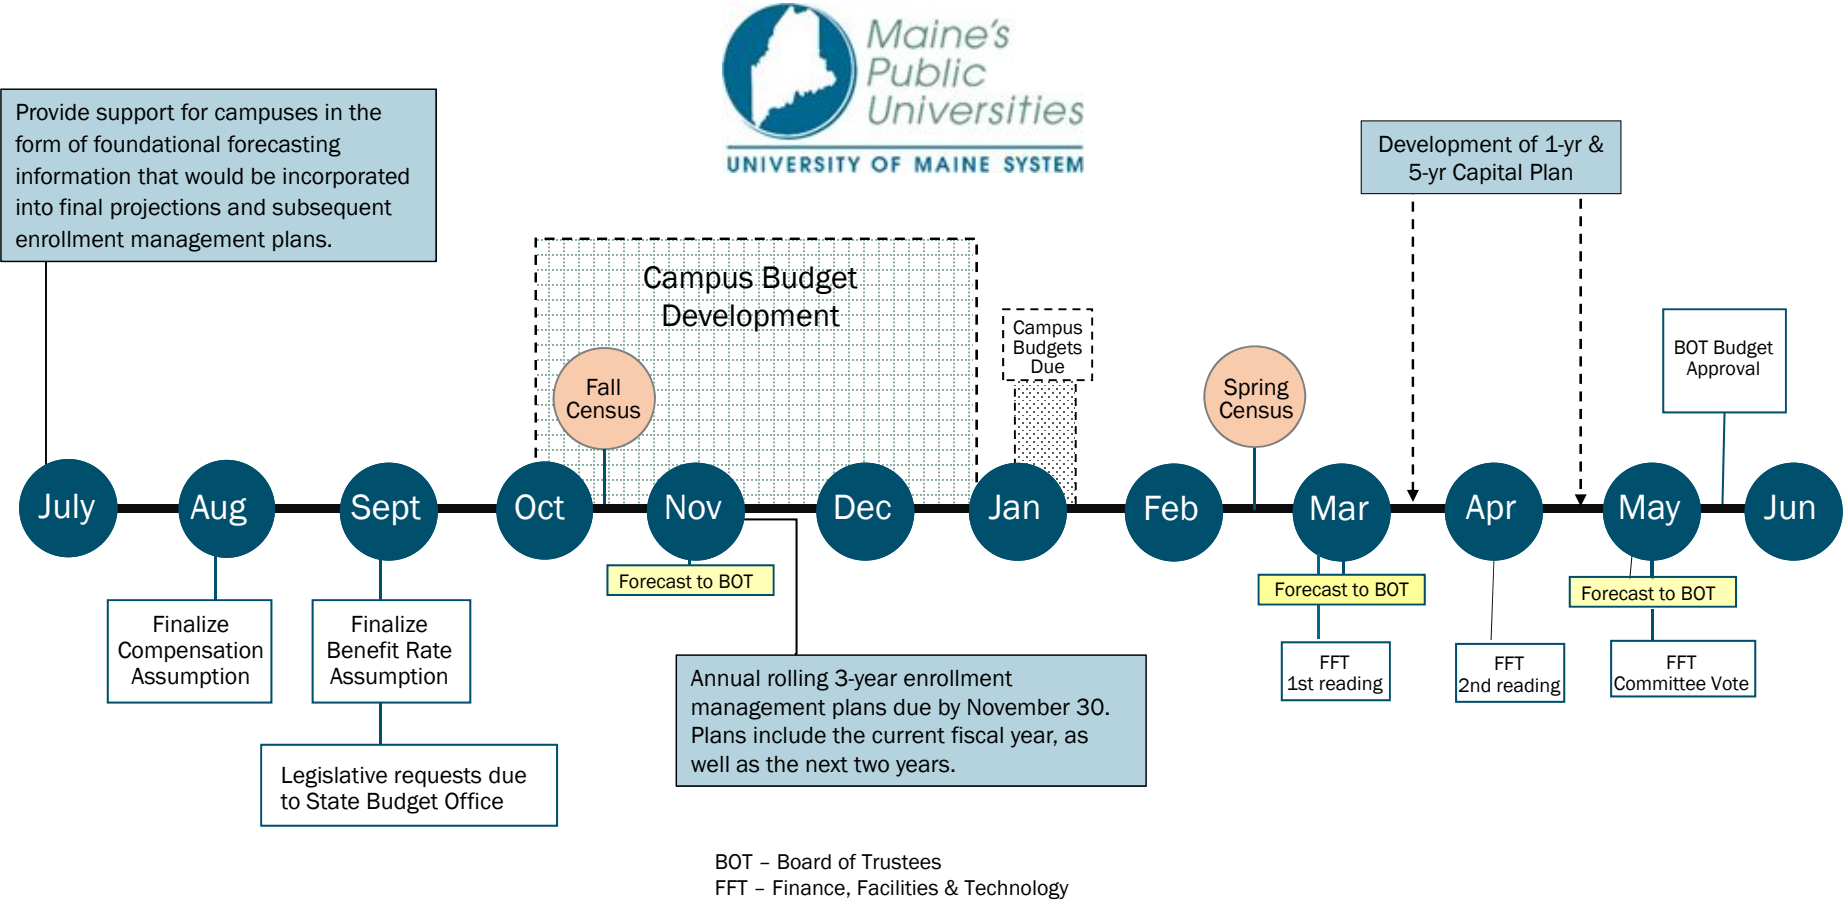 Maine's
Public
Universities
UNIVERSITY OF MAINE SYSTEM
Provide support for campuses in the
form of foundational forecasting
information that would be incorporated
into final projections and subsequent
enrollment management plans.
Development of 1-yr &
5-yr Capital Plan
Campus Budget
Development
Campus
Budgets
Due
Fall
Census
Spring
Census
BOT Budget
Approval
July
Aug
Sept
Oct
Nov
Dec
Jan
Feb
Mar
Apr
May
Jun
Forecast to BOT
Forecast to BOT
Forecast to BOT
Finalize
Compensation
Assumption
Finalize
Benefit Rate
Assumption
FFT
1st reading
FFT
2nd reading
FFT
Committee Vote
Annual rolling 3-year enrollment
management plans due by November 30.
Plans include the current fiscal year, as
well as the next two years.
Legislative requests due
to State Budget Office
BOT – Board of Trustees
FFT – Finance, Facilities & Technology